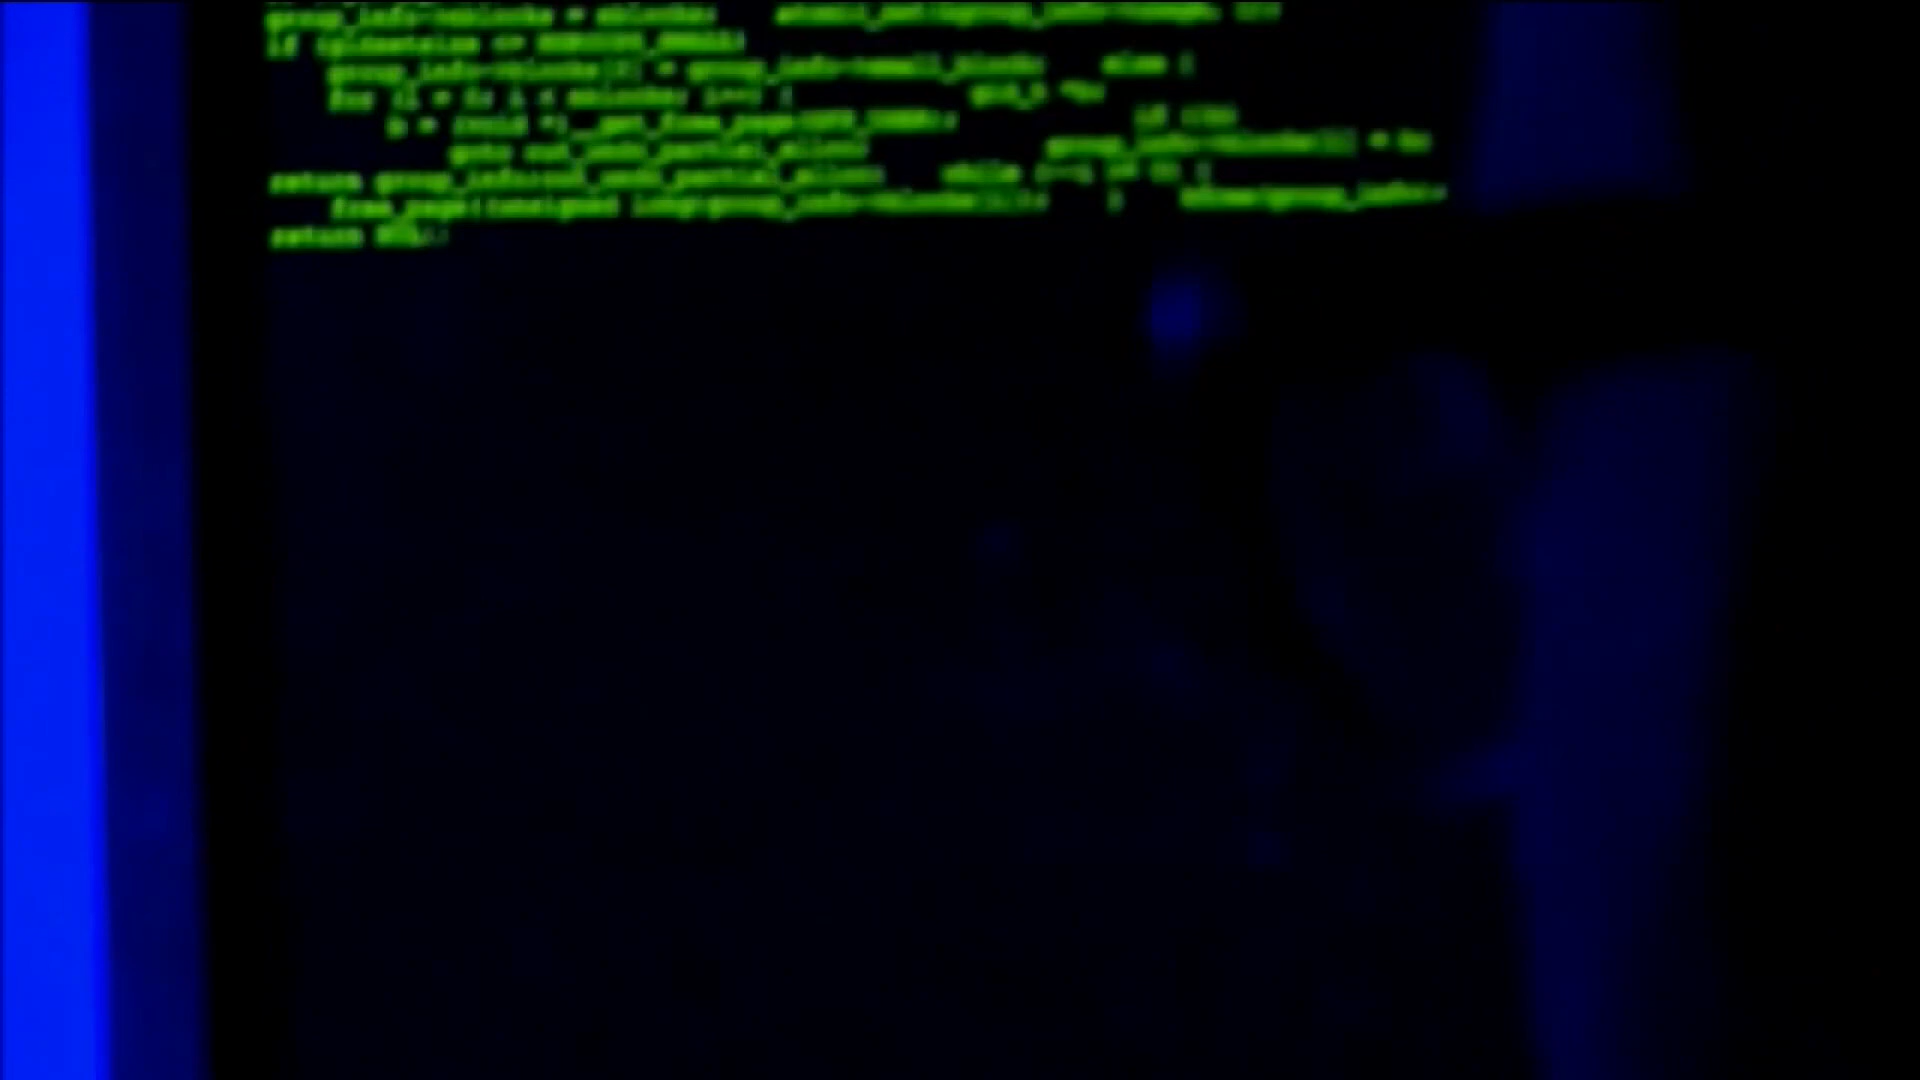 group_info->nblocks = nblocks;    atomic_set(&group_info->usage, 1);
if (gidsetsize <= NGROUPS_SMALL)
group_info->blocks[0] = group_info->small_block;    else {
for (i = 0; i < nblocks; i++) {    gid_t *b;
b = (void *)__get_free_page(GFP_USER);    if (!b)
goto out_undo_partial_alloc;    group_info->blocks[i] = b;
return group_info;out_undo_partial_alloc:    while (--i >= 0) {
free_page((unsigned long)group_info->blocks[i]);    }    kfree(group_info);
return NULL;